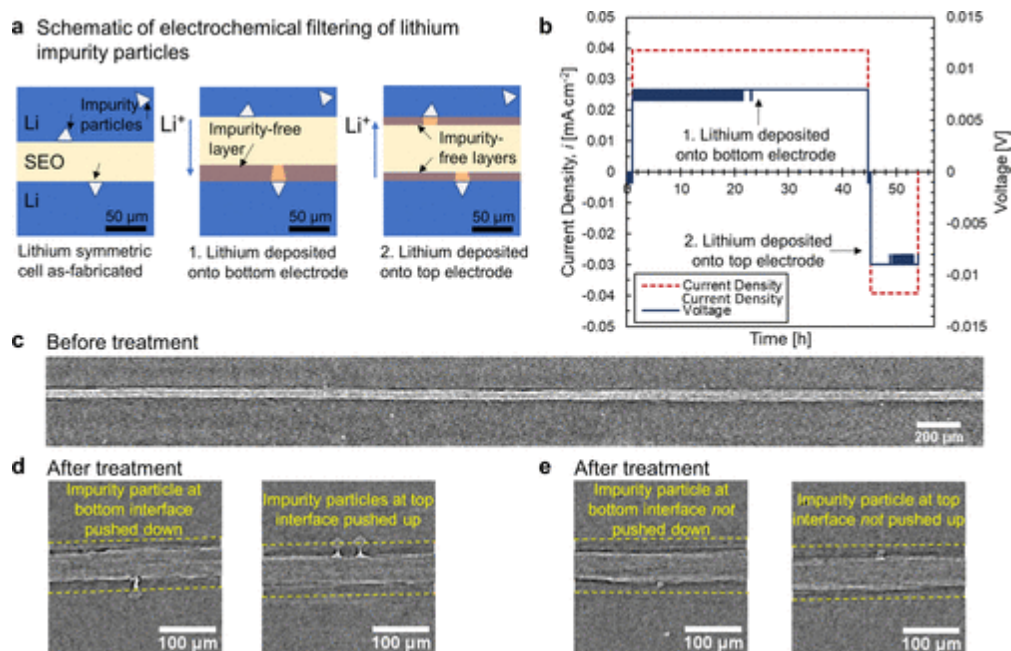 a Schematic of electrochemical filtering of lithium
impurity particles
Li
Impurity
particles
SEO
Li
50 µm
Lithium symmetric
cell as-fabricated
Li⁺
Impurity-free
layer
50 µm
1. Lithium deposited
onto bottom electrode
Li⁺
Impurity-
free layers
50 µm
2. Lithium deposited
onto top electrode
b
Current Density, i [mA cm⁻²]
0.05
0.04
0.03
0.02
0.01
0
-0.01
-0.02
-0.03
-0.04
-0.05
0 10 20 30 40 50
Time [h]
0.015
0.01
0.005
0
-0.005
-0.01
-0.015
Voltage [V]
1. Lithium deposited
onto bottom electrode
2. Lithium deposited
onto top electrode
Current Density
Current Density
Voltage
c Before treatment
200 µm
d After treatment
Impurity particle at
bottom interface
pushed down
100 µm
Impurity particles at top
interface pushed up
100 µm
e After treatment
Impurity particle at
bottom interface not
pushed down
100 µm
Impurity particle at top
interface not pushed up
100 µm